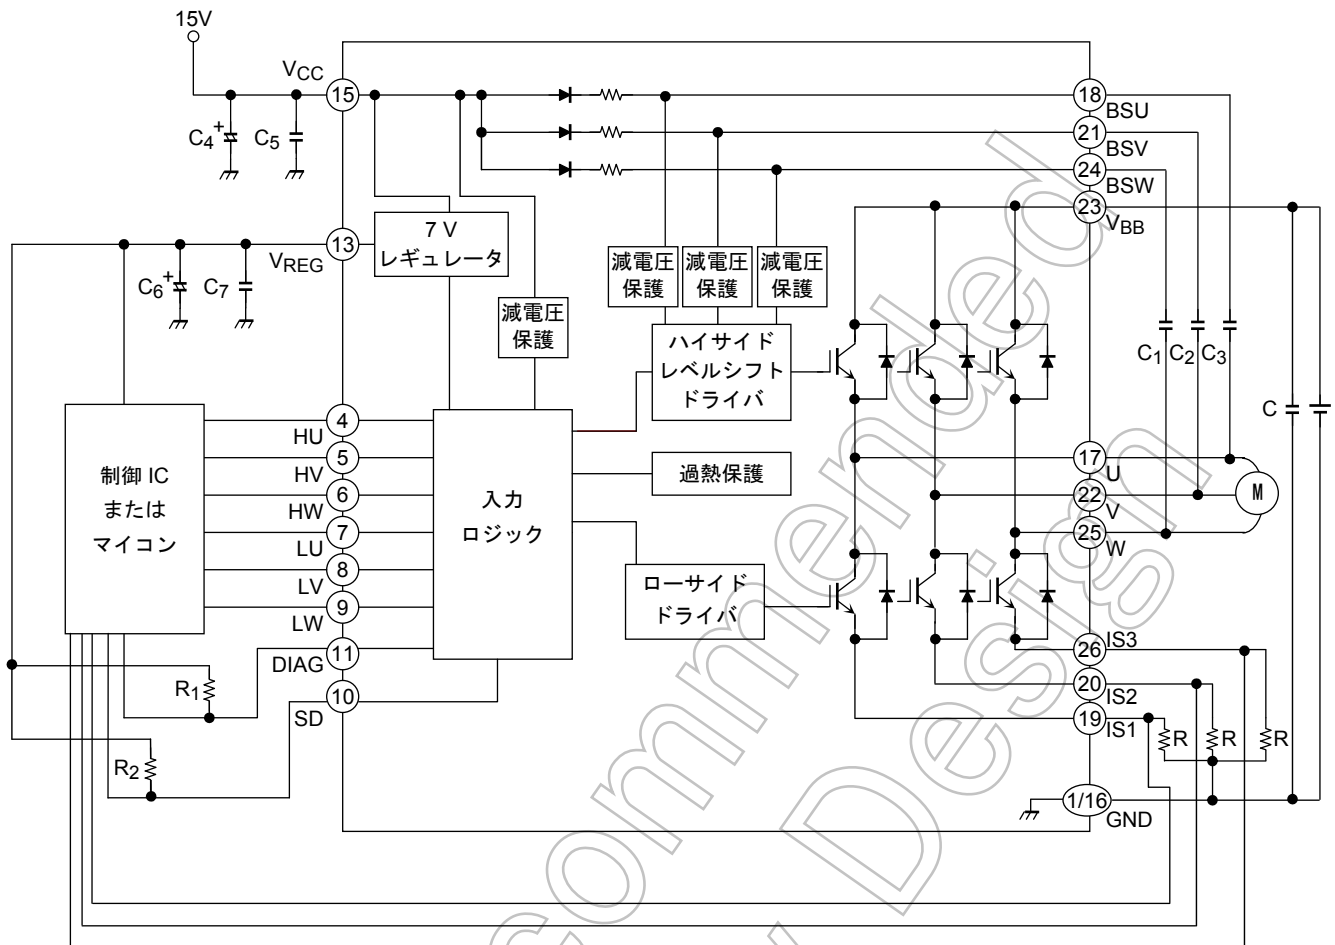 15V
VCC
15
18
BSU
C4
+
C5
21
BSV
24
BSW
23
VBB
7 V
レギュレータ
13
VREG
C6
+
C7
減電圧
保護
減電圧
保護
減電圧
保護
減電圧
保護
ハイサイド
レベルシフト
ドライバ
C1
C2
C3
C
制御 IC
または
マイコン
4
HU
5
HV
6
HW
7
LU
8
LV
9
LW
11
DIAG
10
SD
入力
ロジック
過熱保護
ローサイド
ドライバ
17
U
22
V
25
W
M
26
IS3
20
IS2
19
IS1
R
R
R
R1
R2
1/16
GND
commended
Design